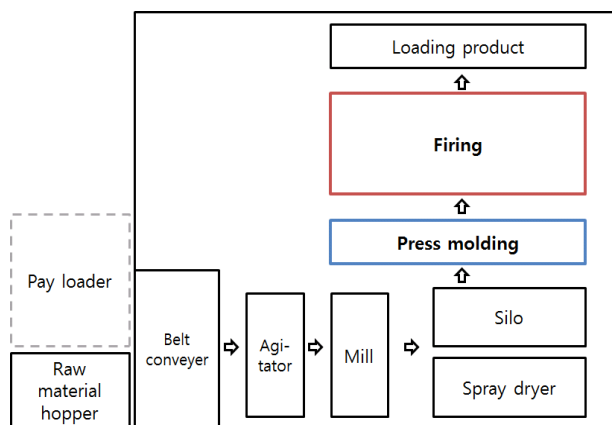 Loading product
Firing
Press molding
Pay loader
Raw
material
hopper
Belt
conveyer
Agi-
tator
Mill
Silo
Spray dryer